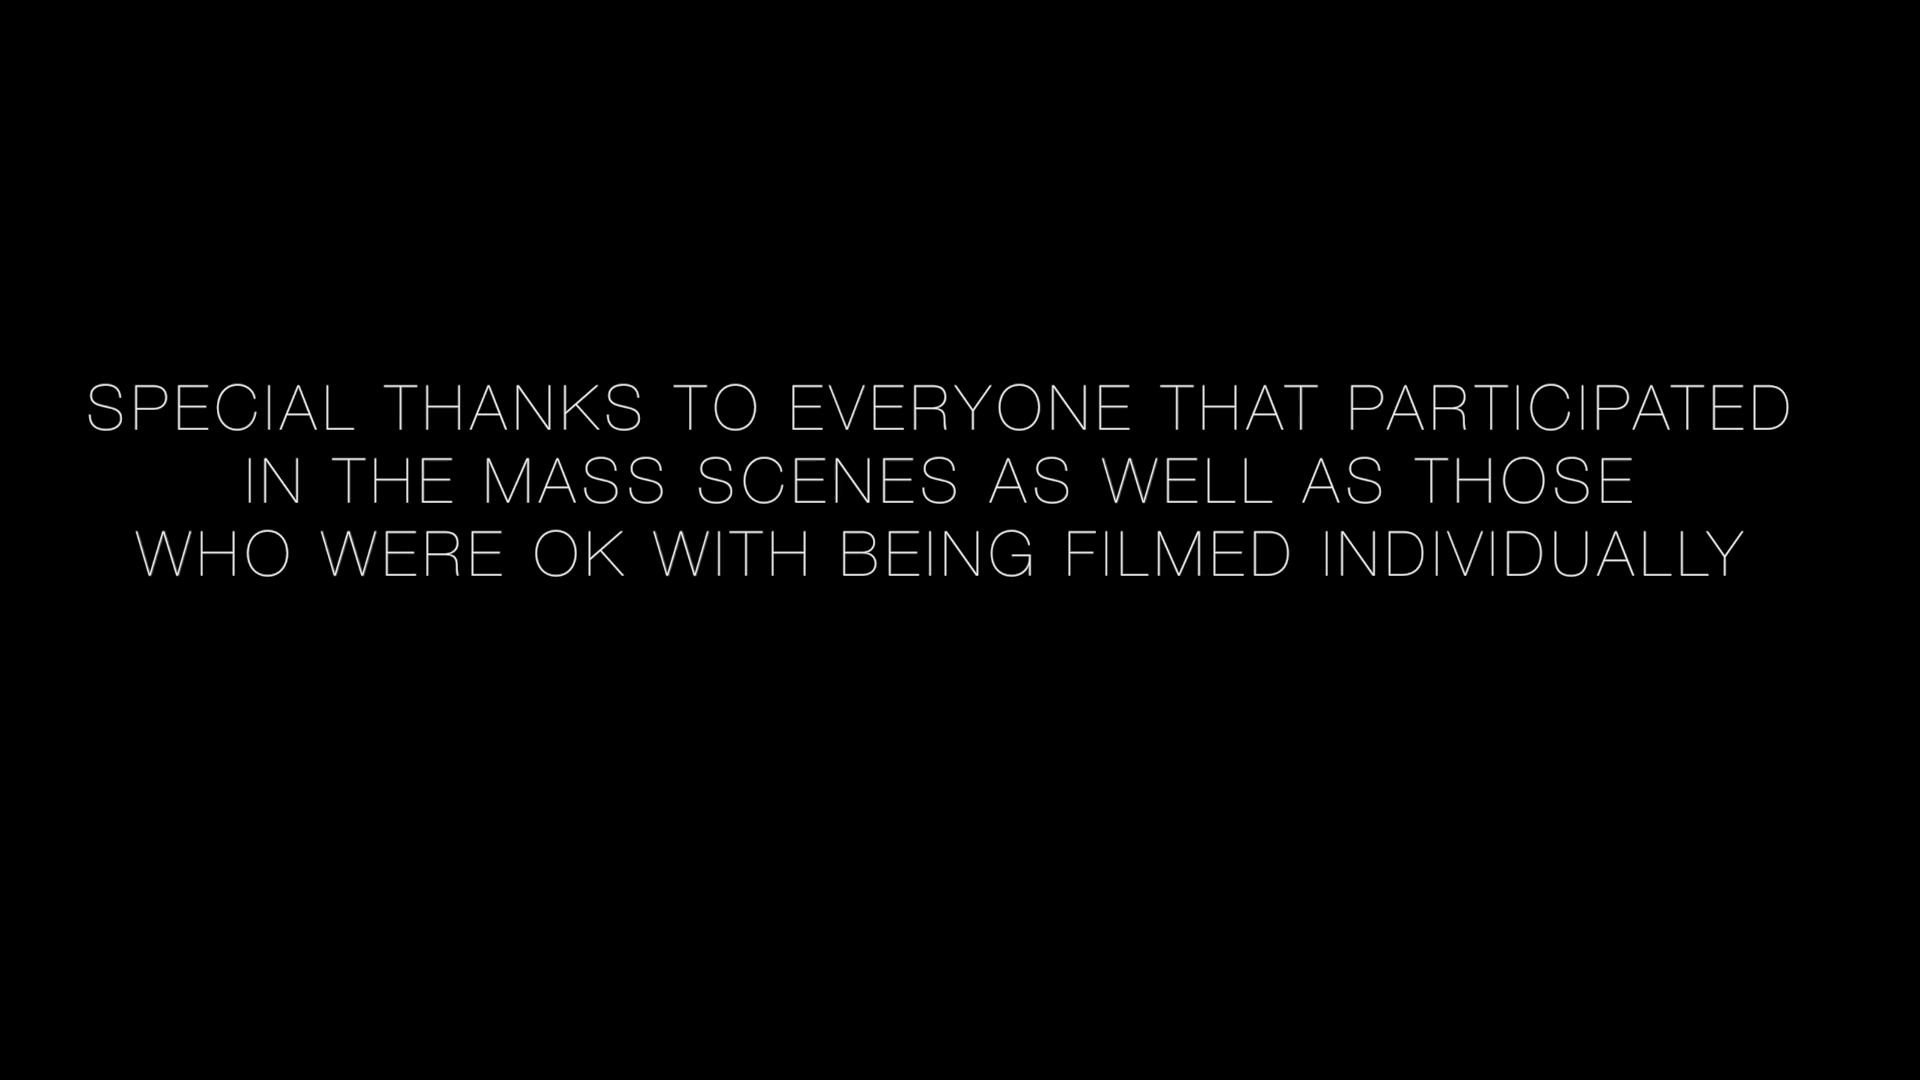 SPECIAL THANKS TO EVERYONE THAT PARTICIPATED
IN THE MASS SCENES AS WELL AS THOSE
WHO WERE OK WITH BEING FILMED INDIVIDUALLY